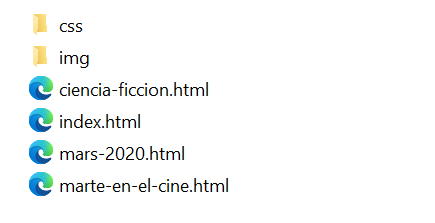 css
img
ciencia-ficcion.html
index.html
mars-2020.html
marte-en-el-cine.html